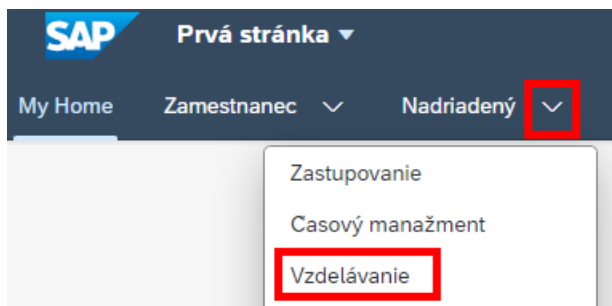 SAP Prvá stránka
My Home Zamestnanec Nadriadený
Zastupovanie
Casový manažment
Vzdelávanie